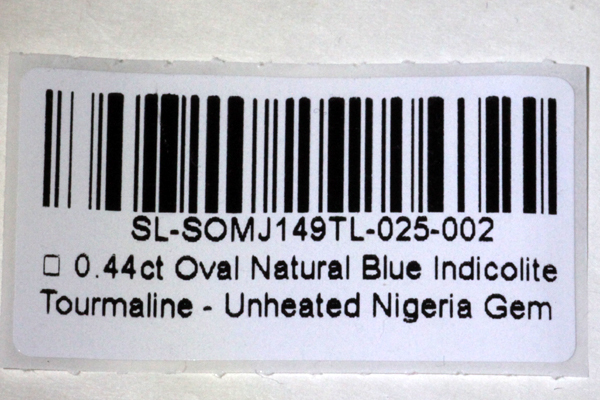 SL-SOMJ149TL-025-002
□ 0.44ct Oval Natural Blue Indicolite
Tourmaline - Unheated Nigeria Gem